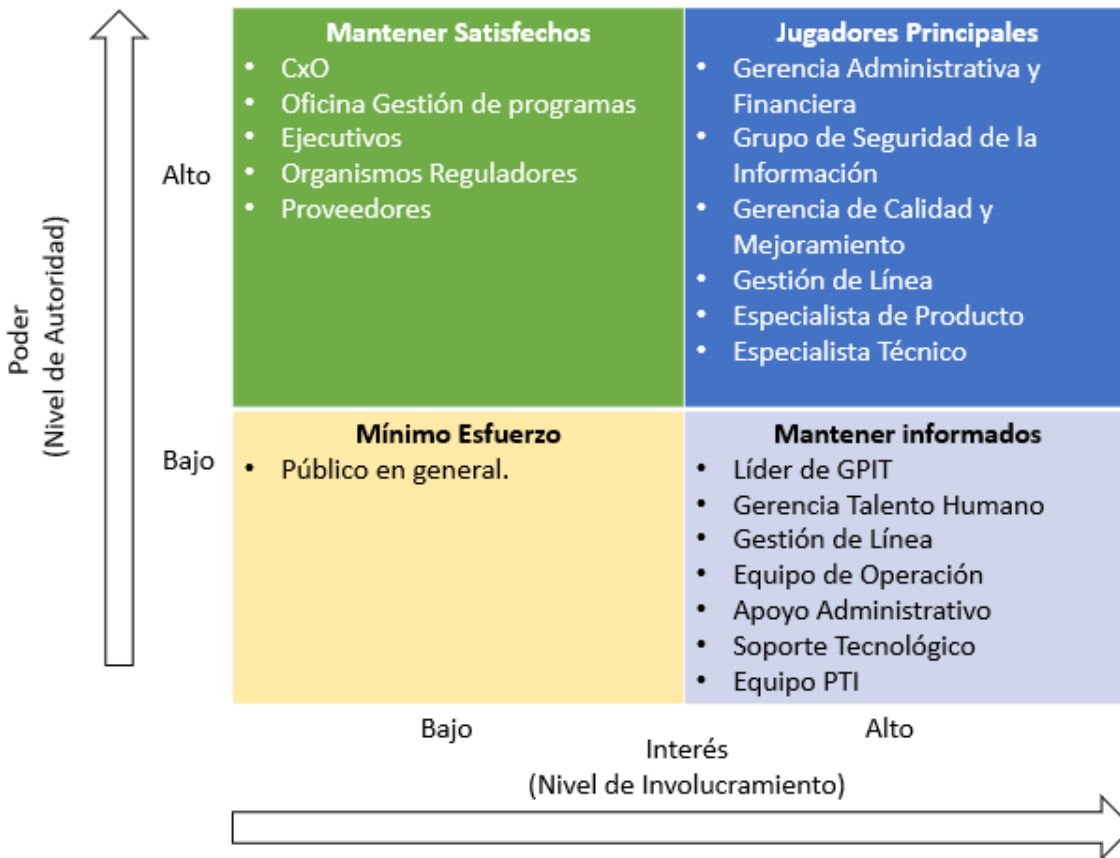 Mantener Satisfechos
• CxO
• Oficina Gestión de programas
• Ejecutivos
• Organismos Reguladores
• Proveedores
Jugadores Principales
• Gerencia Administrativa y
Financiera
• Grupo de Seguridad de la
Información
• Gerencia de Calidad y
Mejoramiento
• Gestión de Línea
• Especialista de Producto
• Especialista Técnico
Alto
Poder
(Nivel de Autoridad)
Bajo
Mínimo Esfuerzo
• Público en general.
Mantener informados
• Líder de GPIT
• Gerencia Talento Humano
• Gestión de Línea
• Equipo de Operación
• Apoyo Administrativo
• Soporte Tecnológico
• Equipo PTI
Bajo
Alto
Interés
(Nivel de Involucramiento)